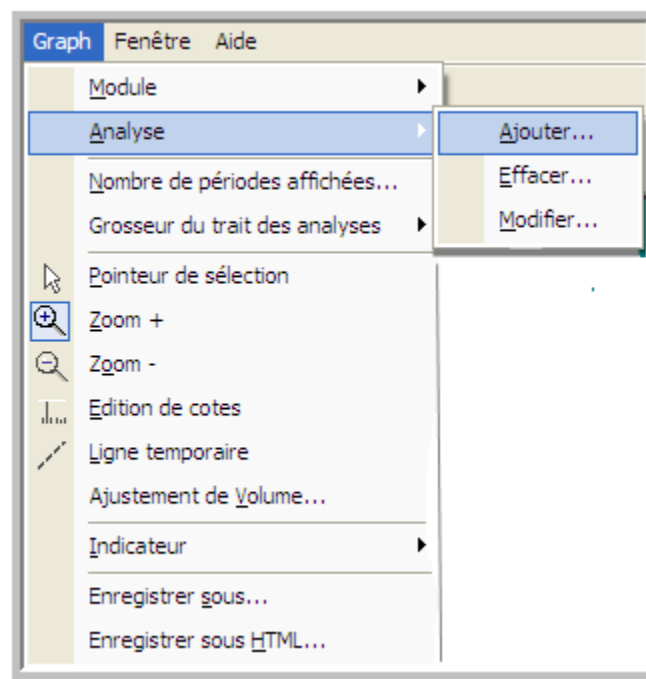 Graph Fenêtre Aide
Module
Analyse
Ajouter...
Effacer...
Modifier...
Nombre de périodes affichées...
Grosseur du trait des analyses
Pointeur de sélection
Zoom +
Zoom -
Edition de cotes
Ligne temporaire
Ajustement de Volume...
Indicateur
Enregistrer sous...
Enregistrer sous HTML...